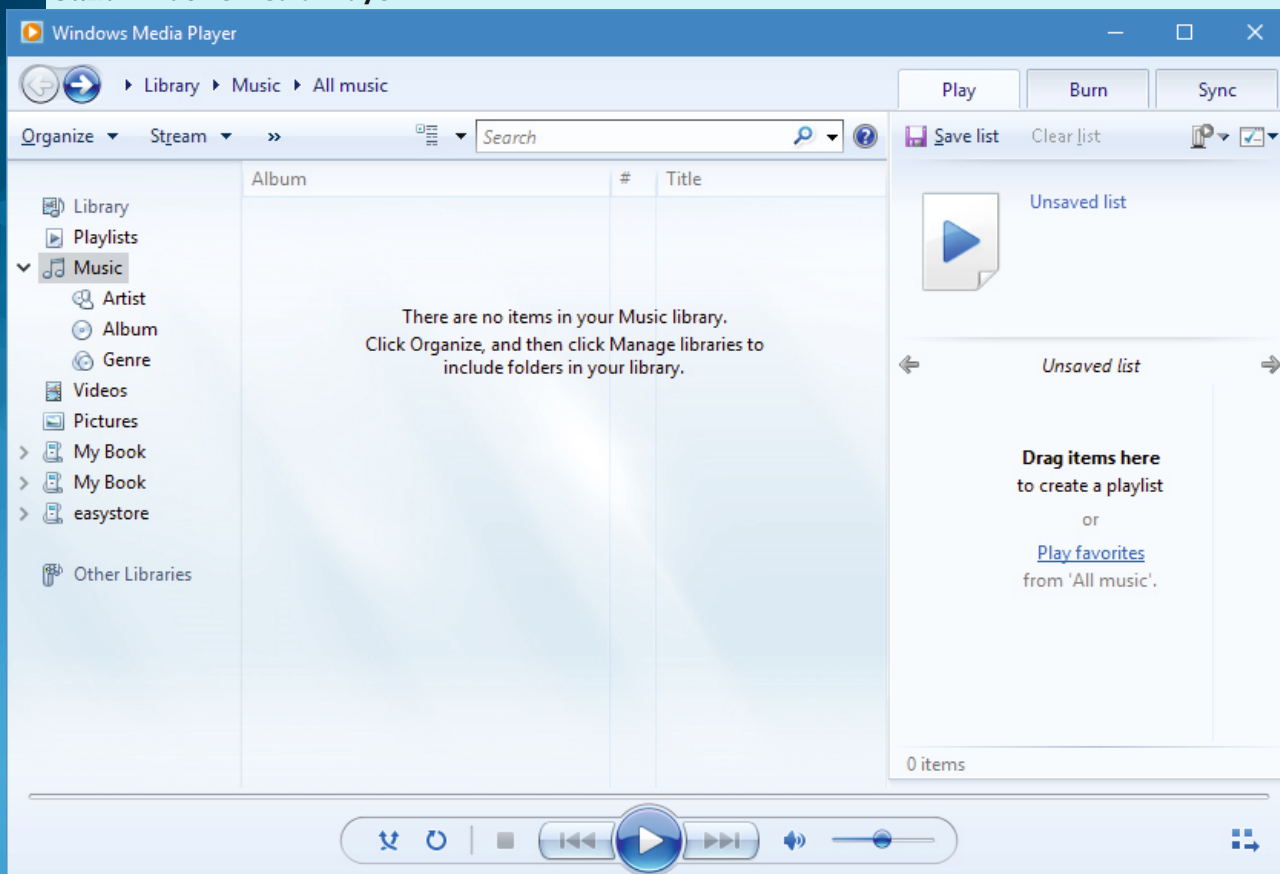 Windows Media Player
Library Music All music
Play Burn Sync
Organize Stream » Search
Save list Clear list
Album # Title
Library
Playlists
Music
Artist
Album
Genre
Videos
Pictures
My Book
My Book
easystore
Other Libraries
There are no items in your Music library.
Click Organize, and then click Manage libraries to
include folders in your library.
Unsaved list
Unsaved list
Drag items here
to create a playlist
or
Play favorites
from 'All music'.
0 items